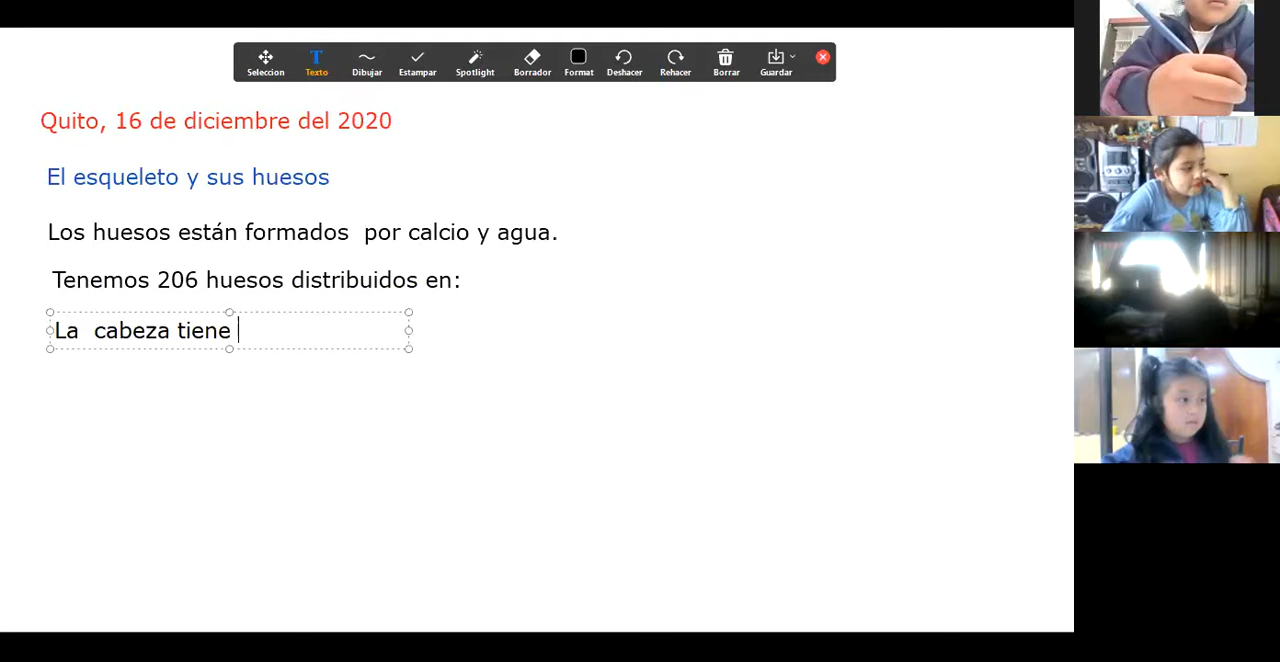 Seleccion Texto Dibujar Estampar Spotlight Borrador Format Deshacer Rehacer Borrar Guardar
Quito, 16 de diciembre del 2020
El esqueleto y sus huesos
Los huesos están formados  por calcio y agua.
Tenemos 206 huesos distribuidos en:
La  cabeza tiene